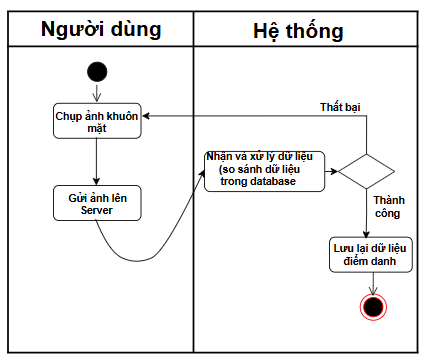 Người dùng
Hệ thống
Chụp ảnh khuôn
mặt
Thất bại
Nhận và xử lý dữ liệu
(so sánh dữ liệu
trong database
Gửi ảnh lên
Server
Thành
công
Lưu lại dữ liệu
điểm danh